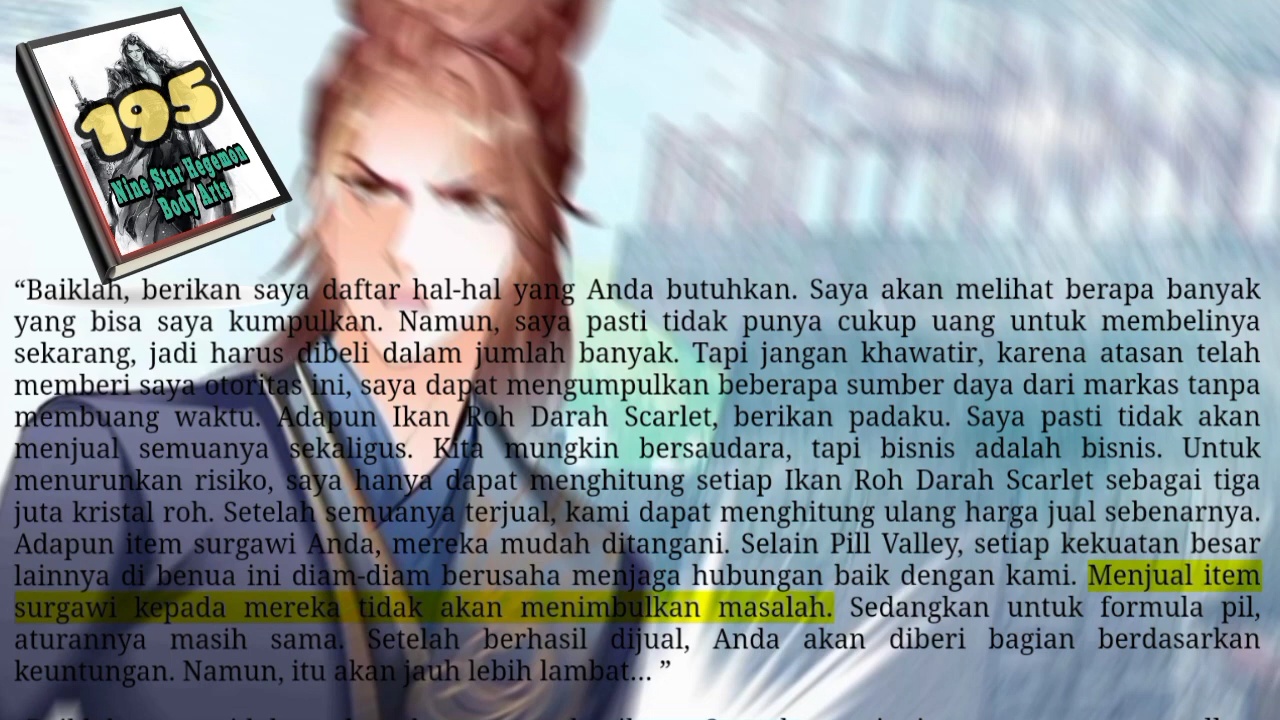 195
Nine Star Hegemon
Body Arts
“Baiklah, berikan saya daftar hal-hal yang Anda butuhkan. Saya akan melihat berapa banyak
yang bisa saya kumpulkan. Namun, saya pasti tidak punya cukup uang untuk membelinya
sekarang, jadi harus dibeli dalam jumlah banyak. Tapi jangan khawatir, karena atasan telah
memberi saya otoritas ini, saya dapat mengumpulkan beberapa sumber daya dari markas tanpa
membuang waktu. Adapun Ikan Roh Darah Scarlet, berikan padaku. Saya pasti tidak akan
menjual semuanya sekaligus. Kita mungkin bersaudara, tapi bisnis adalah bisnis. Untuk
menurunkan risiko, saya hanya dapat menghitung setiap Ikan Roh Darah Scarlet sebagai tiga
juta kristal roh. Setelah semuanya terjual, kami dapat menghitung ulang harga jual sebenarnya.
Adapun item surgawi Anda, mereka mudah ditangani. Selain Pill Valley, setiap kekuatan besar
lainnya di benua ini diam-diam berusaha menjaga hubungan baik dengan kami. Menjual item
surgawi kepada mereka tidak akan menimbulkan masalah. Sedangkan untuk formula pil,
aturannya masih sama. Setelah berhasil dijual, Anda akan diberi bagian berdasarkan
keuntungan. Namun, itu akan jauh lebih lambat... ”